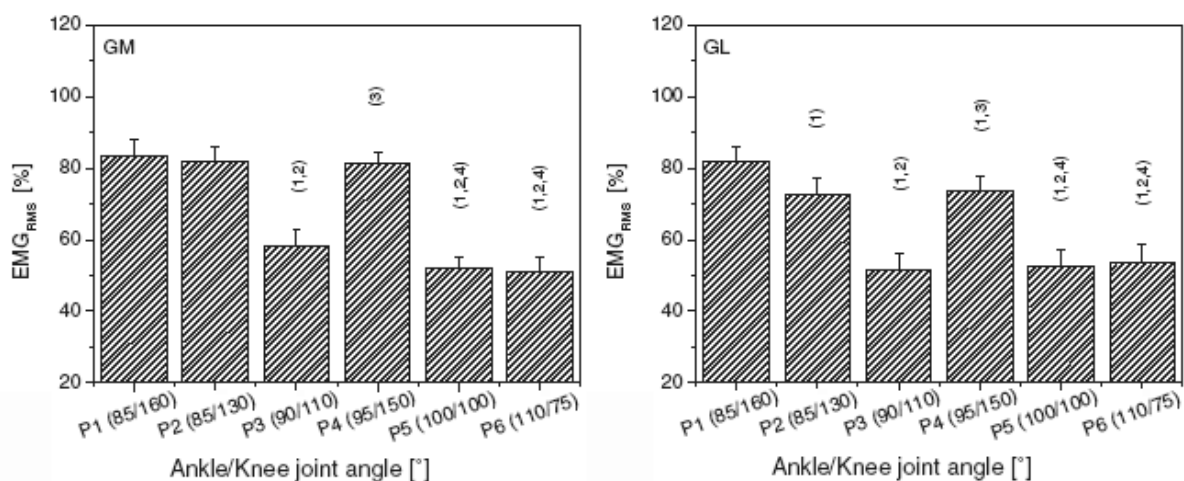 GM
120
100
80
60
40
20
EMG_RMS [%]
(1,2)
(3)
(1,2,4)
(1,2,4)
P1 (85/160)
P2 (85/130)
P3 (90/110)
P4 (95/150)
P5 (100/100)
P6 (110/75)
Ankle/Knee joint angle [°]
GL
120
100
80
60
40
20
EMG_RMS [%]
(1)
(1,2)
(1,3)
(1,2,4)
(1,2,4)
P1 (85/160)
P2 (85/130)
P3 (90/110)
P4 (95/150)
P5 (100/100)
P6 (110/75)
Ankle/Knee joint angle [°]